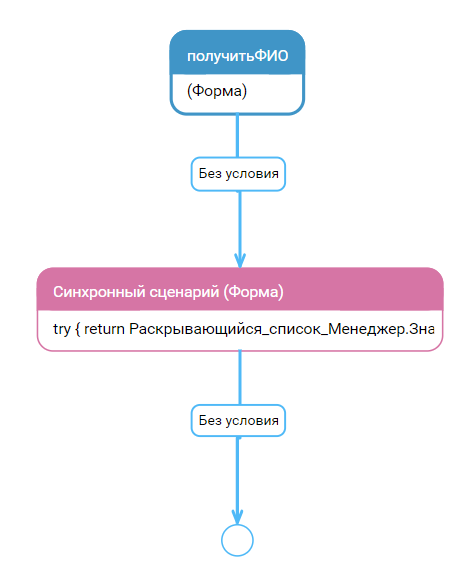 получитьФИО
(Форма)
Без условия
Синхронный сценарий (Форма)
try { return Раскрывающийся_список_Менеджер.Зна
Без условия